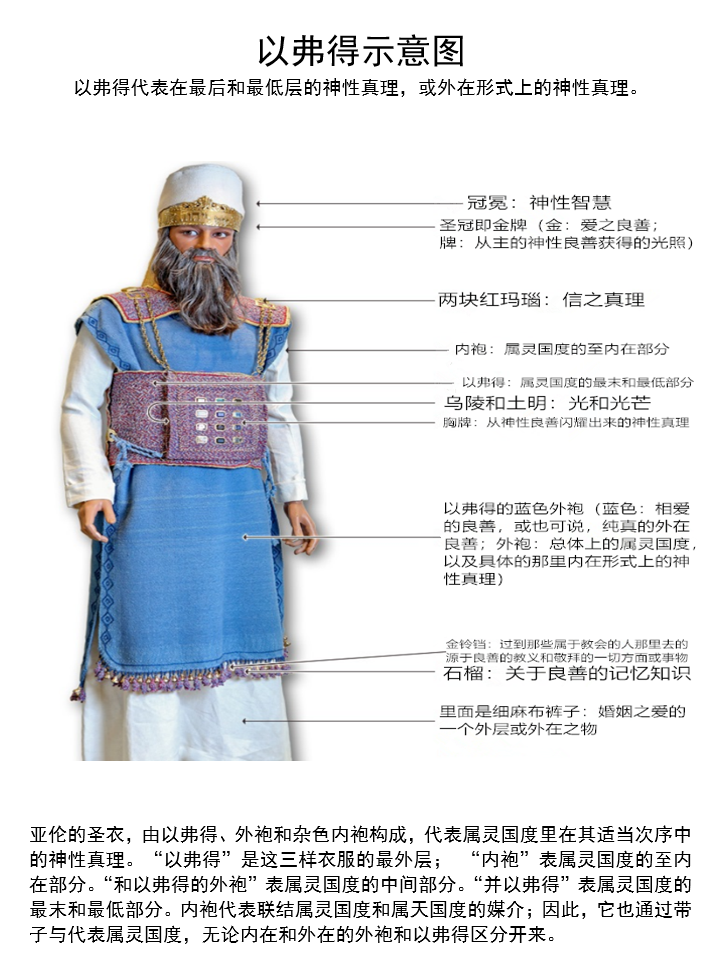 以弗得示意图
以弗得代表在最后和最低层的神性真理，或外在形式上的神性真理。
冠冕：神性智慧
圣冠即金牌（金：爱之良善；
牌：从主的神性良善获得的光照）
两块红玛瑙：信之真理
内袍：属灵国度的至内在部分
以弗得：属灵国度的最末和最低部分
乌陵和土明：光和光芒
胸牌：从神性良善闪耀出来的神性真理
以弗得的蓝色外袍（蓝色：相爱
的良善，或也可说，纯真的外在
良善；外袍：总体上的属灵国度，
以及具体的那里内在形式上的神
性真理）
金铃铛：过到那些属于教会的人那里去的
源于良善的教义和敬拜的一切方面或事物
石榴：关于良善的记忆知识
里面是细麻布裤子：婚姻之爱的
一个外层或外在之物
亚伦的圣衣，由以弗得、外袍和杂色内袍构成，代表属灵国度里在其适当次序中
的神性真理。“以弗得”是这三样衣服的最外层； “内袍”表属灵国度的至内
在部分。“和以弗得的外袍”表属灵国度的中间部分。“并以弗得”表属灵国度的
最末和最低部分。内袍代表联结属灵国度和属天国度的媒介；因此，它也通过带
子与代表属灵国度，无论内在和外在的外袍和以弗得区分开来。